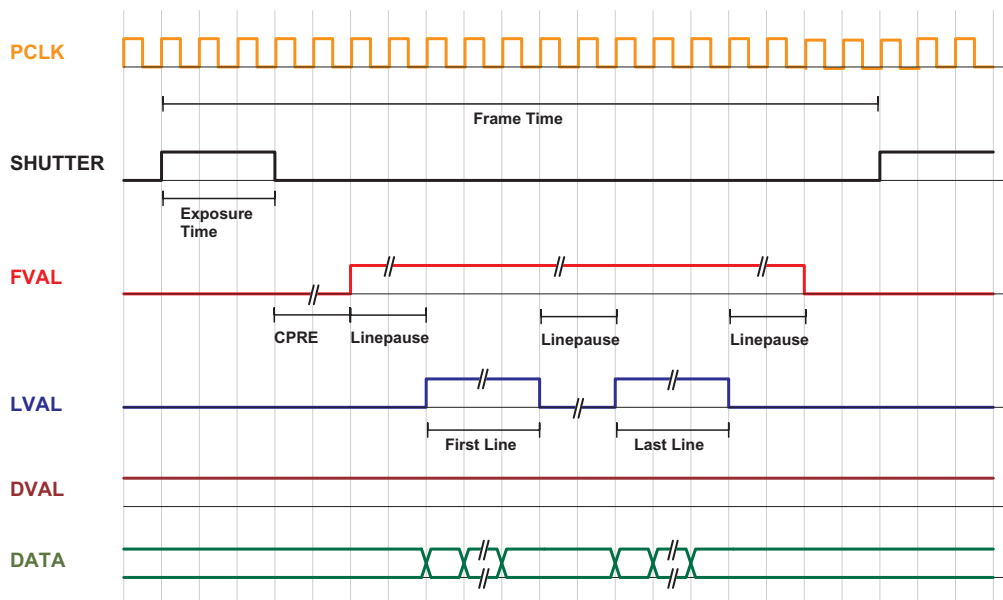 PCLK
Frame Time
SHUTTER
Exposure
Time
FVAL
CPRE
Linepause
Linepause
Linepause
LVAL
First Line
Last Line
DVAL
DATA